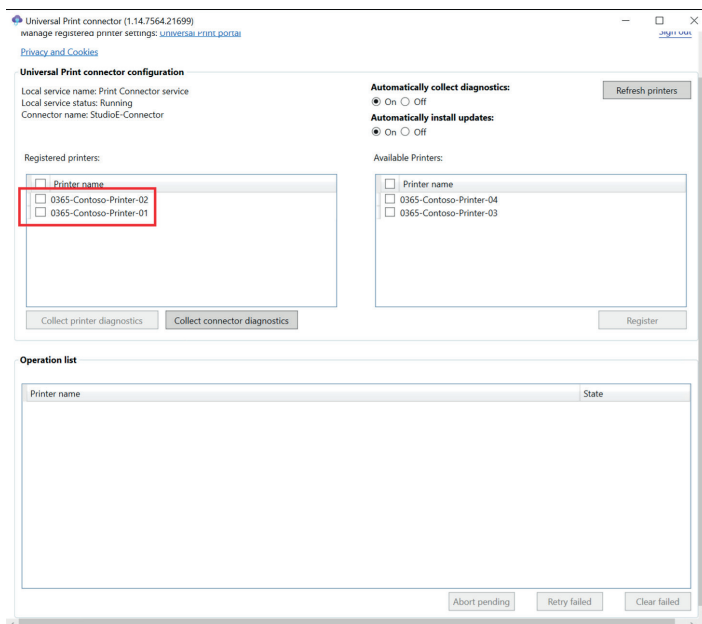 Universal Print connector (1.14.7564.21699)
Manage registered printer settings: Universal Print portal
Sign out
Privacy and Cookies
Universal Print connector configuration
Local service name: Print Connector service
Local service status: Running
Connector name: StudioE-Connector
Automatically collect diagnostics:
On Off
Automatically install updates:
On Off
Refresh printers
Registered printers:
Printer name
0365-Contoso-Printer-02
0365-Contoso-Printer-01
Collect printer diagnostics Collect connector diagnostics
Available Printers:
Printer name
0365-Contoso-Printer-04
0365-Contoso-Printer-03
Register
Operation list
Printer name State
Abort pending Retry failed Clear failed